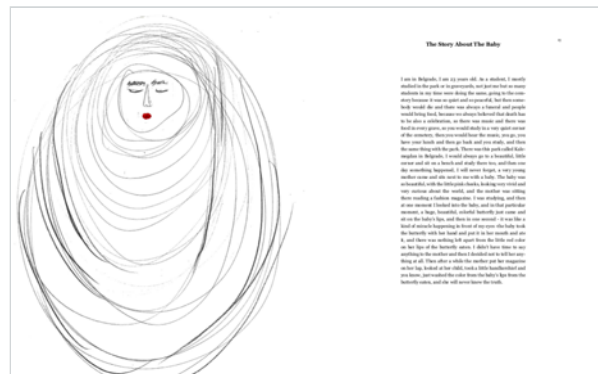 The Story About The Baby
I am in Belgrade, I am 23 years old. As a student, I mostly
studied in the park or in graveyards, not just me but so many
students in my time were doing the same, going to the cem-
etery because it was so quiet and so peaceful, but then some-
body would die and there was always a funeral and people
would bring food, because we always believed that death has
to be also a celebration, so there was music and there was
food in every grave, so you would study in a very quiet corner
of the cemetery, then you would hear the music, you go, you
have your lunch and then go back and you study, and then
the same thing with the park. There was this park called Kale-
megdan in Belgrade, I would always go to a beautiful, little
corner and sit on a bench and study there too, and then one
day something happened, I will never forget, a very young
mother came and sits next to me with a baby. The baby was
so beautiful, with the little pink cheeks, looking very vivid and
very curious about the world, and the mother was sitting
there reading a fashion magazine. I was studying, and then
at one moment I looked into the baby, and in that particular
moment, a huge, beautiful, colorful butterfly just came and
sit on the baby's lips, and then in one second - it was like a
kind of miracle happening in front of my eyes -the baby took
the butterfly with her hand and put it in her mouth and ate
it, and there was nothing left apart from the little red color
on her lips of the butterfly eaten. I didn't have time to say
anything to the mother and then I decided not to tell her any-
thing at all. Then after a while the mother put her magazine
on her lap, looked at her child, took a little handkerchief and
you know, just washed the color from the baby's lips from the
butterfly eaten, and she will never know the truth.